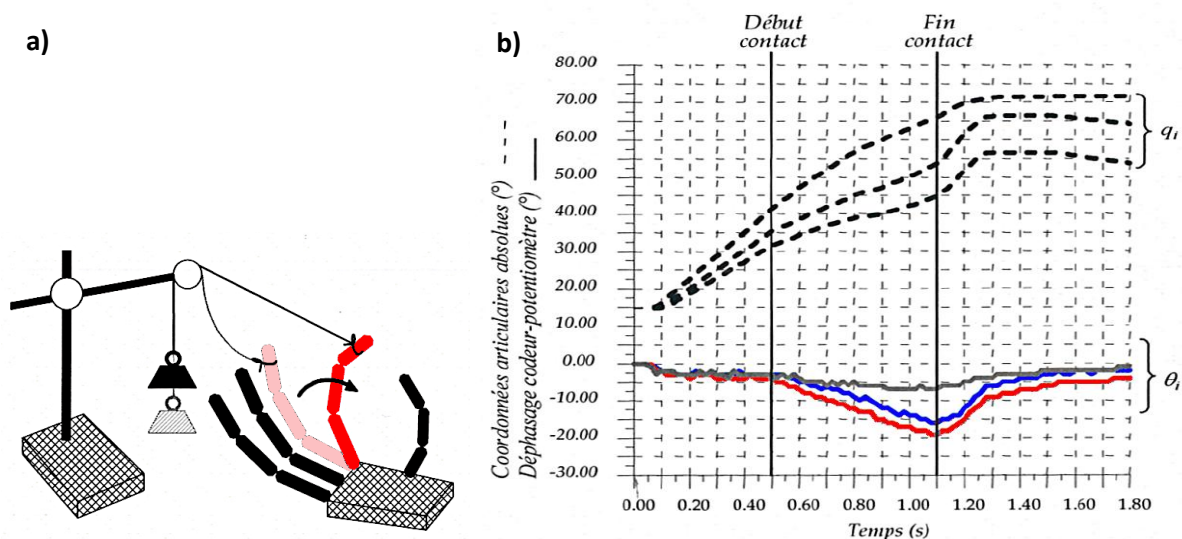 a)
b)
Début
contact
Fin
contact
Coordonnées articulaires absolues (°)
Déphasage codeur-potentiomètre (°)
80.00
70.00
60.00
50.00
40.00
30.00
20.00
10.00
0.00
-10.00
-20.00
-30.00
qi
θi
0.00
0.20
0.40
0.60
0.80
1.00
1.20
1.40
1.60
1.80
Temps (s)